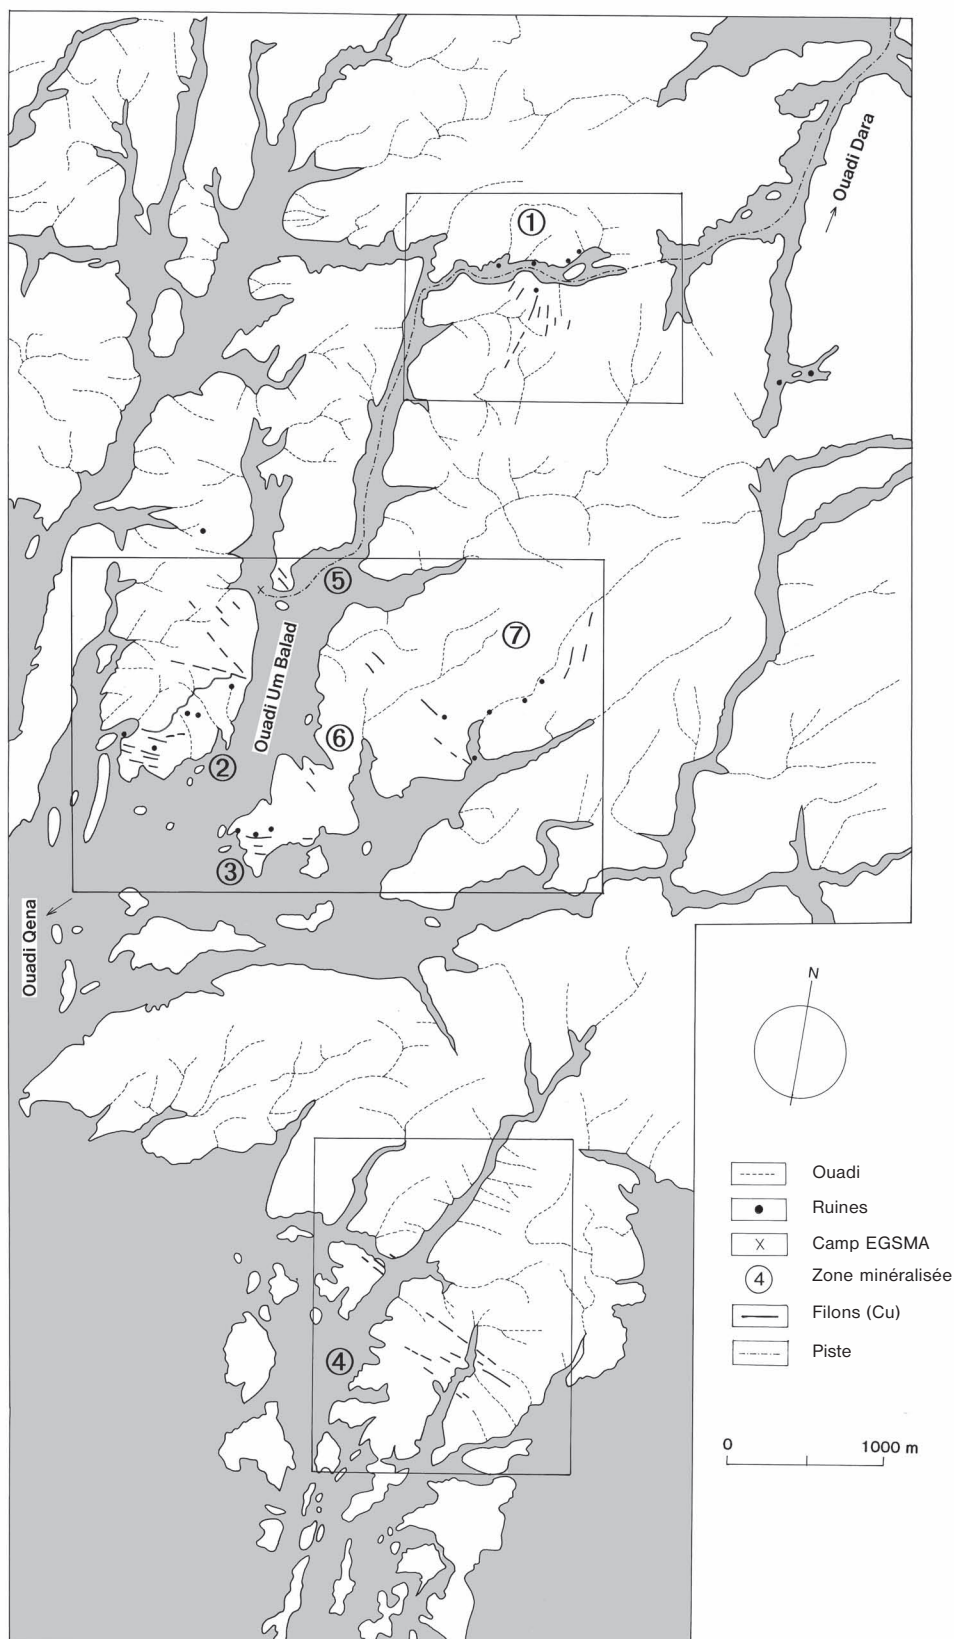 Ouadi Dara
①
⑤
⑦
Ouadi Um Balad
⑥
②
③
Ouadi Qena
N
Ouadi
Ruines
X
Camp EGSMA
④
Zone minéralisée
Filons (Cu)
Piste
④
0
1000 m